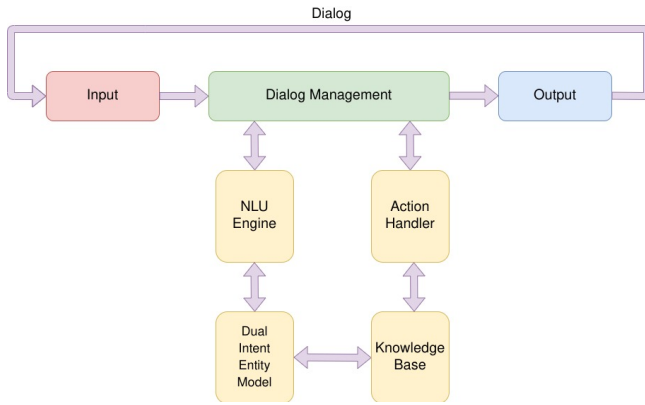 Dialog
Input
Dialog Management
Output
NLU
Engine
Action
Handler
Dual
Intent
Entity
Model
Knowledge
Base